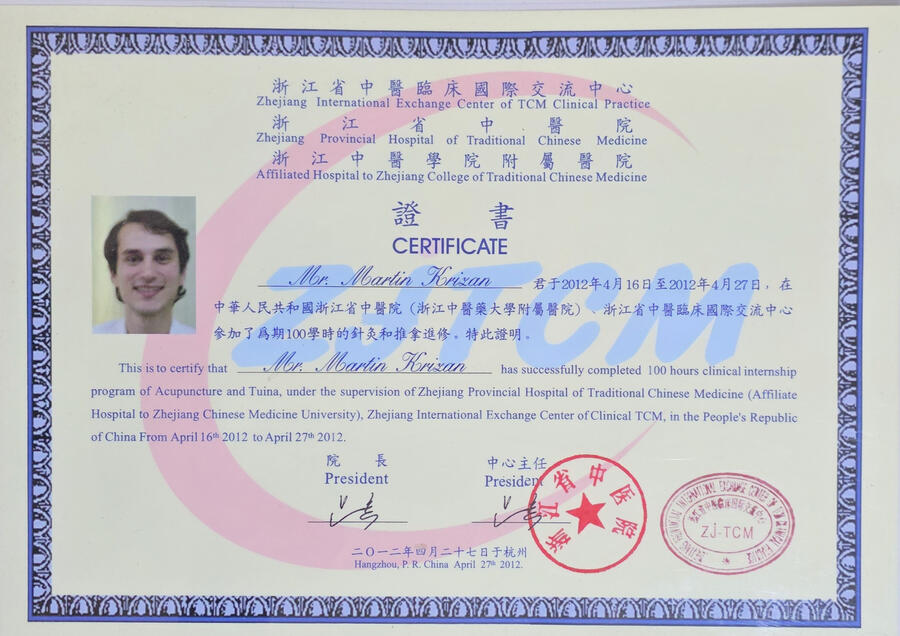 浙江省中醫臨床國際交流中心
Zhejiang International Exchange Center of TCM Clinical Practice
浙江省中醫院
Zhejiang Provincial Hospital of Traditional Chinese Medicine
浙江中醫學院附屬醫院
Affiliated Hospital to Zhejiang College of Traditional Chinese Medicine
證書
CERTIFICATE
Mr. Martin Krizan 君于2012年4月16日至2012年4月27日，在
中華人民共和國浙江省中醫院（浙江中醫藥大學附屬醫院）、浙江省中醫臨床國際交流中心
參加了爲期100學時的針灸和推拿進修。特此證明。
ZJTCM
This is to certify that Mr. Martin Krizan has successfully completed 100 hours clinical internship
program of Acupuncture and Tuina, under the supervision of Zhejiang Provincial Hospital of Traditional Chinese Medicine (Affiliate
Hospital to Zhejiang Chinese Medicine University), Zhejiang International Exchange Center of Clinical TCM, in the People's Republic
of China From April 16th 2012 to April 27th 2012.
院長 中心主任
President President
浙江省中医院
ZJ-TCM
二〇一二年四月二十七日于杭州
Hangzhou, P. R. China April 27th 2012.